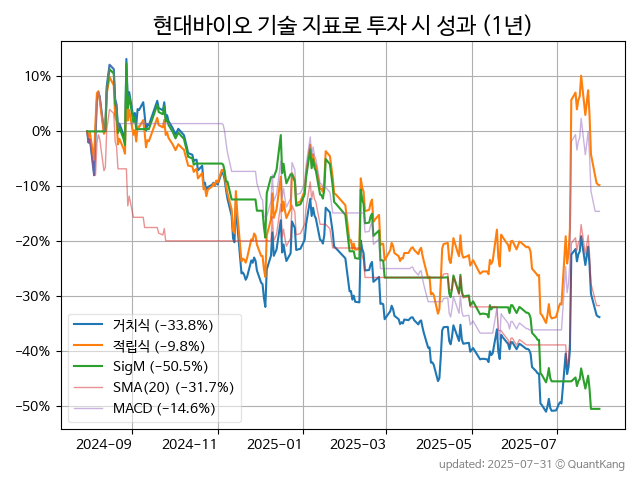 현대바이오 기술 지표로 투자 시 성과 (1년)
10%
0%
−10%
−20%
−30%
−40%
−50%
거치식 (−33.8%)
적립식 (−9.8%)
SigM (−50.5%)
SMA(20) (−31.7%)
MACD (−14.6%)
2024−09 2024−11 2025−01 2025−03 2025−05 2025−07
updated: 2025-07-31 © QuantKang